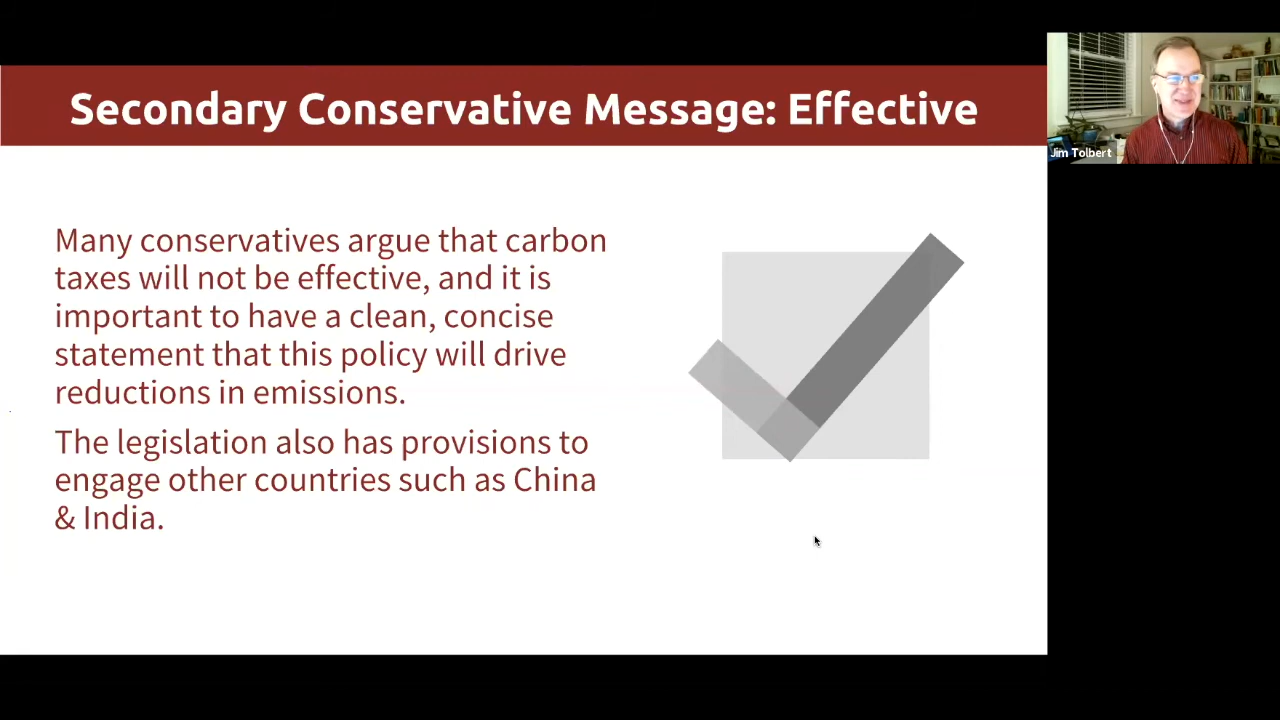 Secondary Conservative Message: Effective
Jim Tolbert
Many conservatives argue that carbon
taxes will not be effective, and it is
important to have a clean, concise
statement that this policy will drive
reductions in emissions.
The legislation also has provisions to
engage other countries such as China
& India.